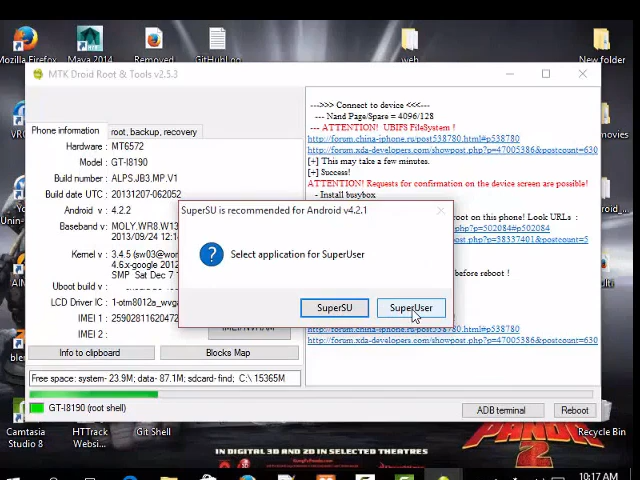 Mozilla Firefox
Maya 2014
Removed
GitHubLog
web
New folder
MTK Droid Root & Tools v2.5.3
Phone information
root, backup, recovery
Hardware : MT6572
Model : GT-I8190
Build number : ALPS.JB3.MP.V1
Build date UTC : 20131207-062052
Android v : 4.2.2
Baseband v : MOLY.WR8.W13
2013/09/24 12:14
Kernel v : 3.4.5 (sw03@wor
4.6.x-google 2012
SMP Sat Dec 7
Uboot build v :
LCD Driver IC : 1-otm8012a_wvga
IMEI 1 : 25902811620472
IMEI 2 :
Info to clipboard
Blocks Map
Free space: system- 23.9M; data- 87.1M; sdcard-find; C:\ 15365M
GT-I8190 (root shell)
--->>> Connect to device <<<---
--- Nand Page/Spare = 4096/128
--- ATTENTION! UBIFS FileSystem !
http://forum.china-iphone.ru/post538780.html#p538780
http://forum.xda-developers.com/showpost.php?p=47005386&postcount=630
[+] This may take a few minutes.
[+] Success!
ATTENTION! Requests for confirmation on the device screen are possible!
- Install busybox
root on this phone! Look URLs :
=502084#p502084
=38337401&postcount=5
before reboot !
http://forum.china-iphone.ru/post538780.html#p538780
http://forum.xda-developers.com/showpost.php?p=47005386&postcount=630
SuperSU is recommended for Android v4.2.1
Select application for SuperUser
SuperSU
SuperUser
ADB terminal
Reboot
Camtasia
Studio 8
HTTrack
Websi...
Git Shell
Recycle Bin
IN DIGITAL 3D AND 2D IN SELECTED THEATRES
10:17 AM